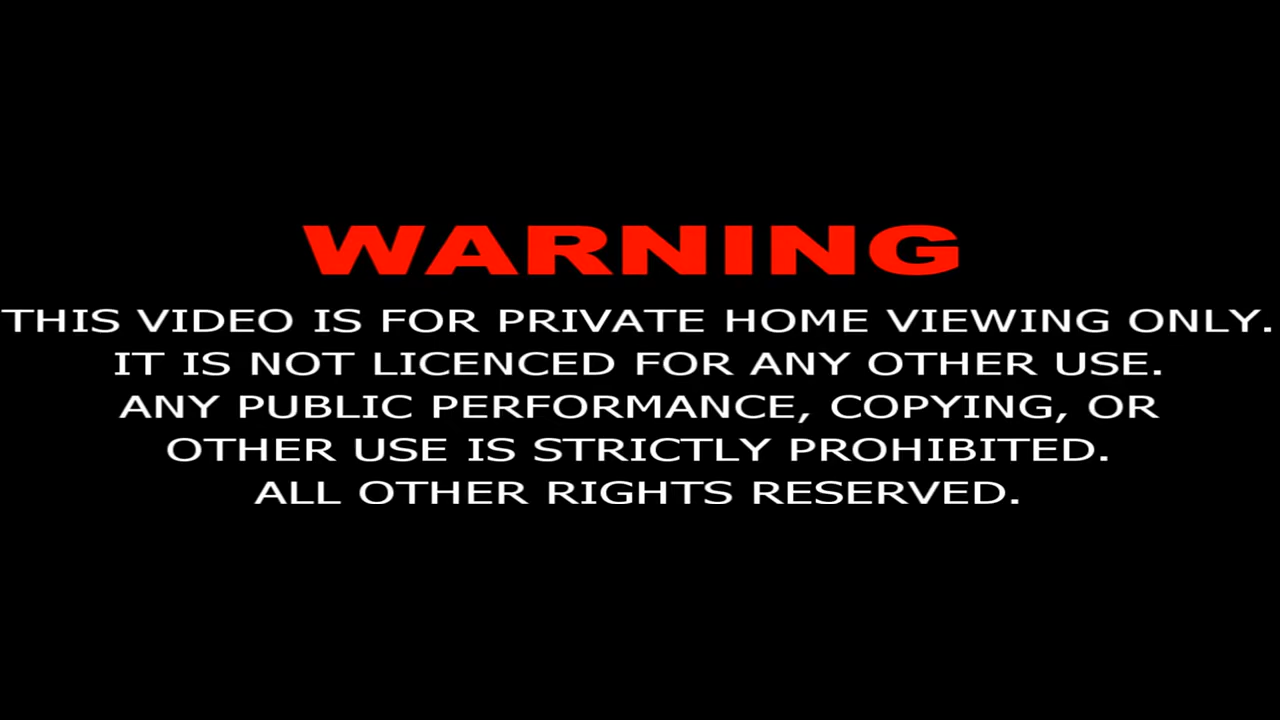 WARNING
THIS VIDEO IS FOR PRIVATE HOME VIEWING ONLY.
IT IS NOT LICENCED FOR ANY OTHER USE.
ANY PUBLIC PERFORMANCE, COPYING, OR
OTHER USE IS STRICTLY PROHIBITED.
ALL OTHER RIGHTS RESERVED.